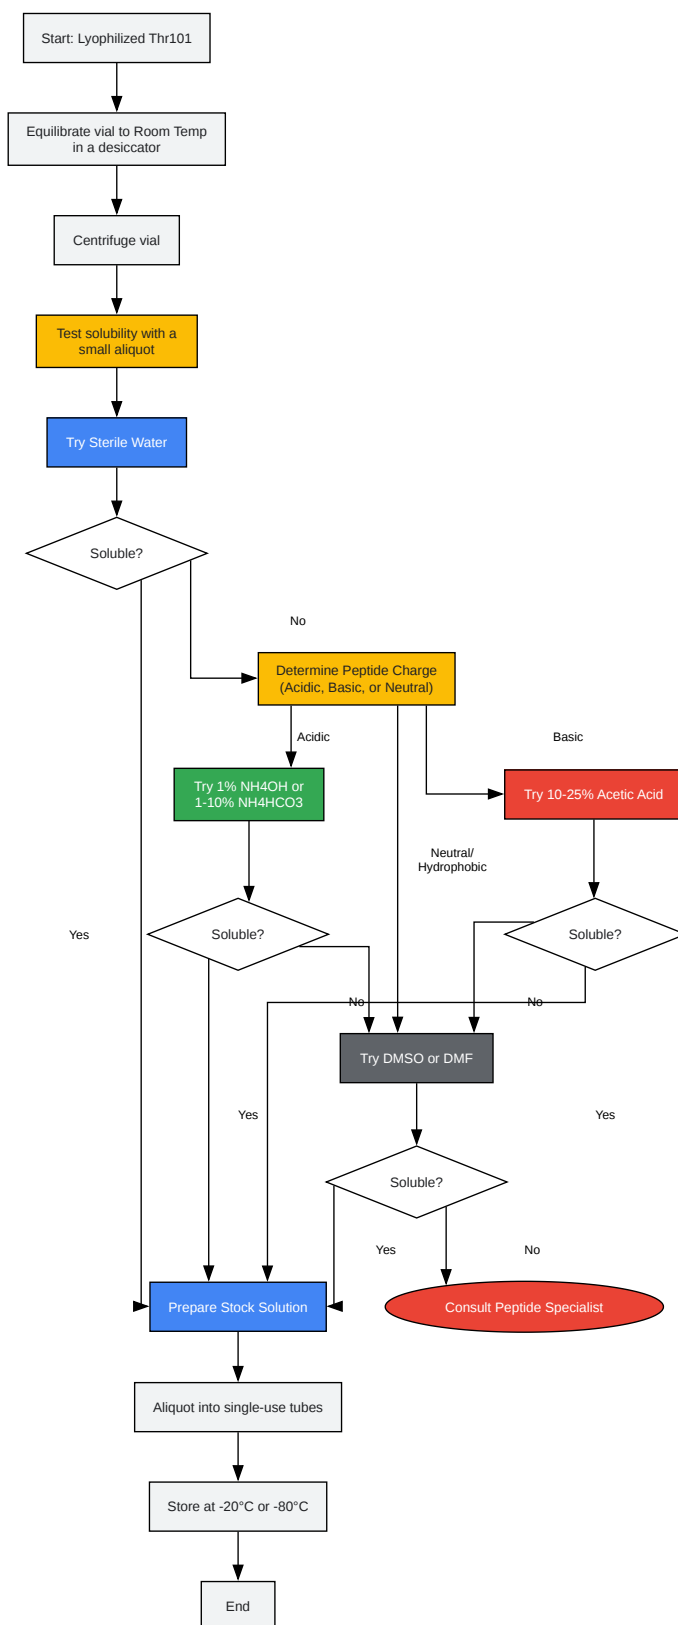 Start: Lyophilized Thr101
Equilibrate vial to Room Temp
in a desiccator
Centrifuge vial
Test solubility with a
small aliquot
Try Sterile Water
Soluble?
No
Determine Peptide Charge
(Acidic, Basic, or Neutral)
Acidic
Basic
Try 1% NH4OH or
1-10% NH4HCO3
Try 10-25% Acetic Acid
Neutral/
Hydrophobic
Yes
Soluble?
Soluble?
No
No
Try DMSO or DMF
Yes
Yes
Soluble?
Yes
No
Prepare Stock Solution
Consult Peptide Specialist
Aliquot into single-use tubes
Store at -20°C or -80°C
End